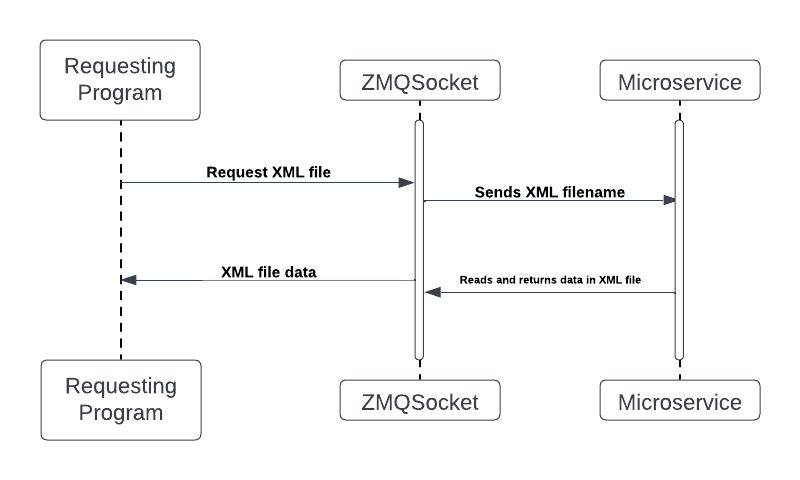 Requesting
Program
ZMQSocket
Microservice
Request XML file
Sends XML filename
XML file data
Reads and returns data in XML file
Requesting
Program
ZMQSocket
Microservice